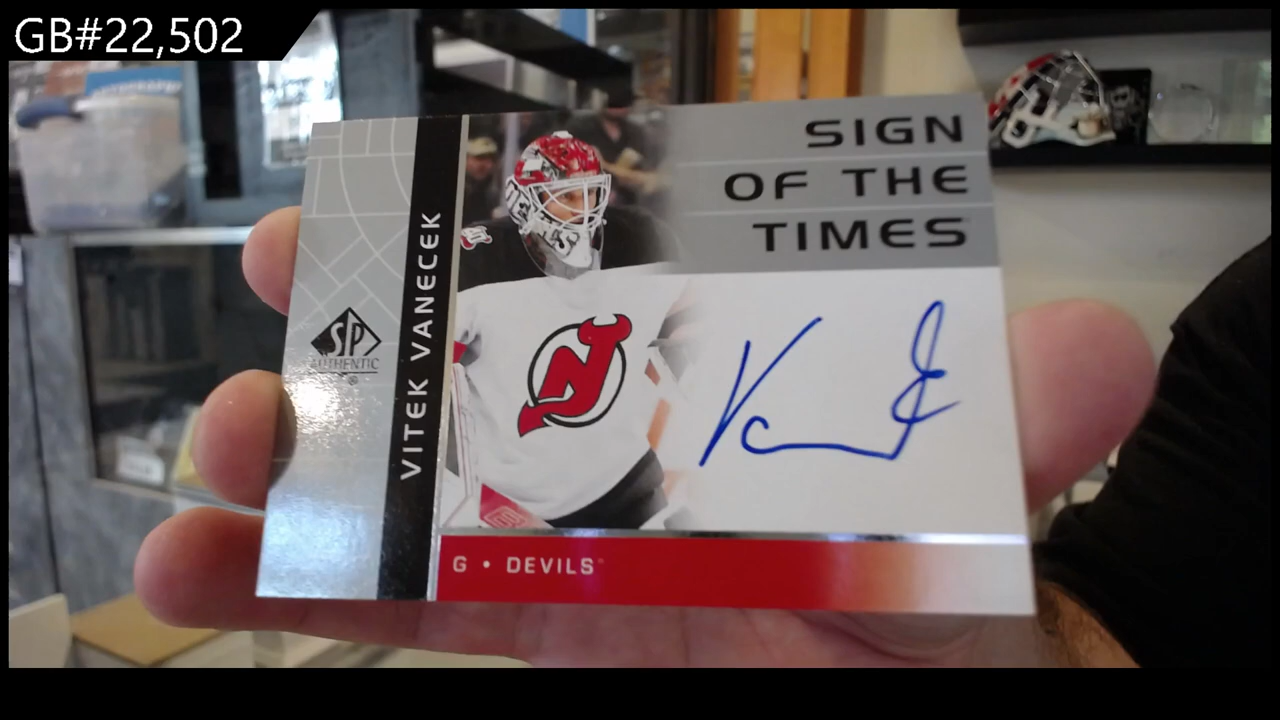 GB#22,502
SIGN
OF THE
TIMES
VITEK VANECEK
SP
AUTHENTIC
®
G • DEVILS